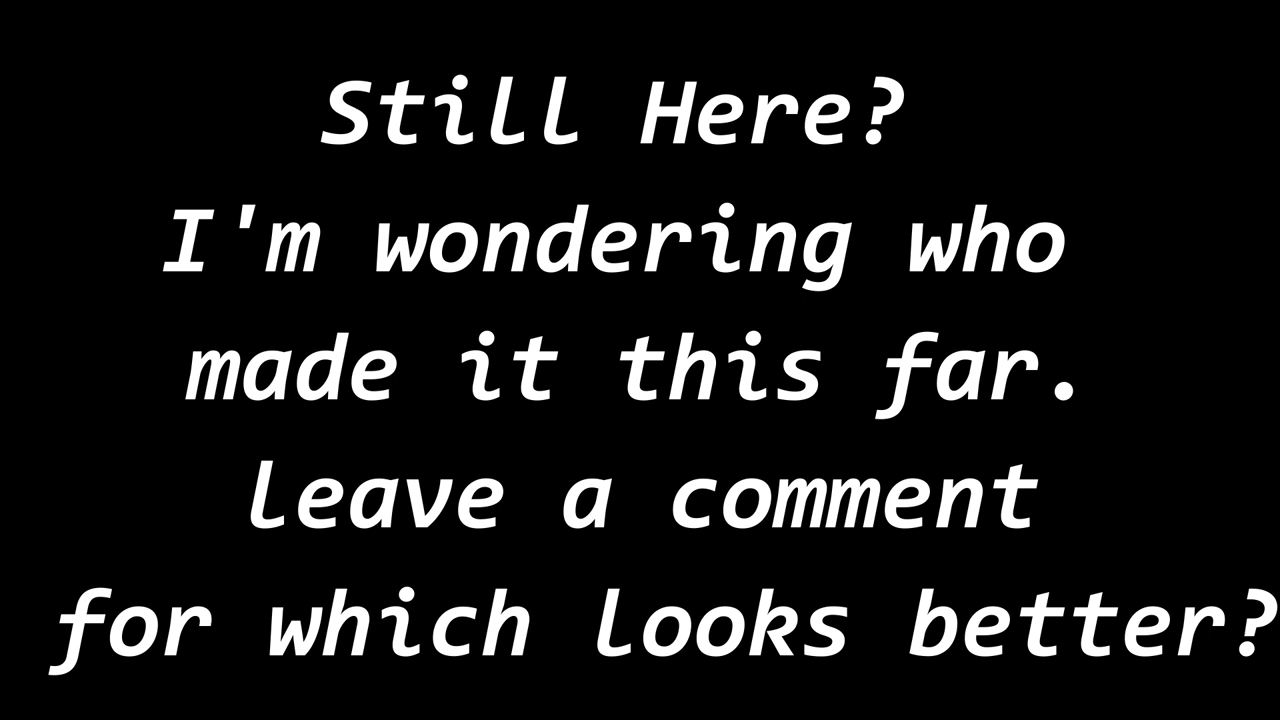 Still Here?
I'm wondering who
made it this far.
leave a comment
for which looks better?